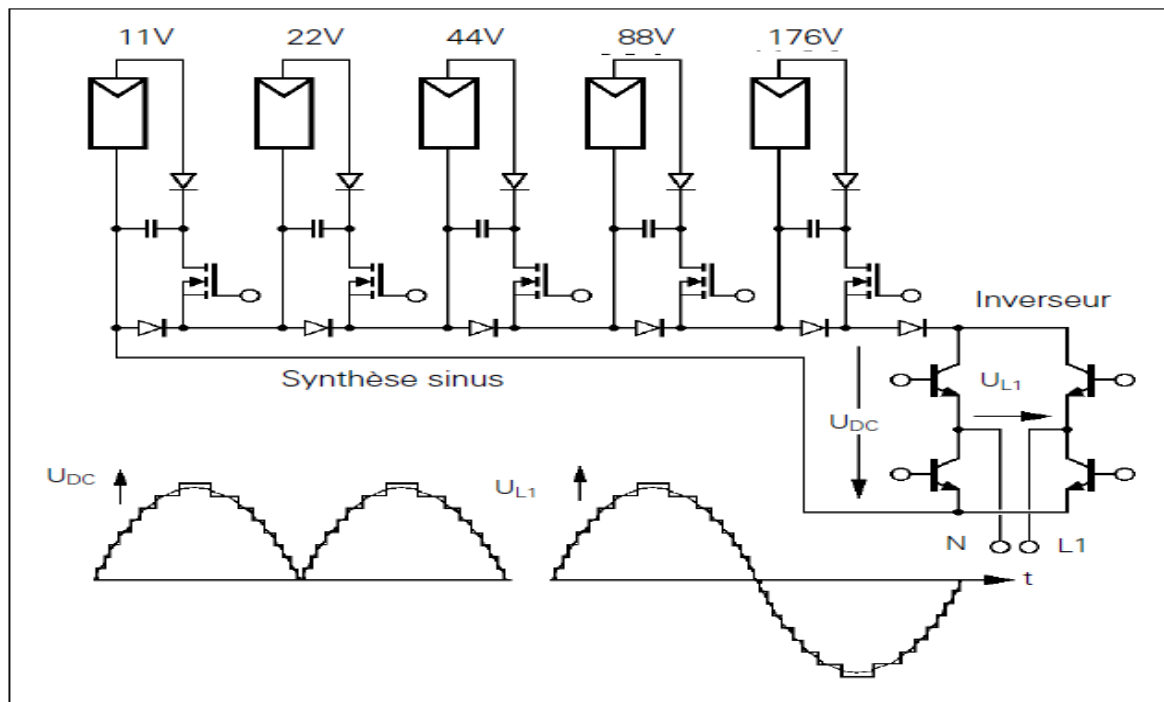 11V 22V 44V 88V 176V
Inverseur
Synthèse sinus
UL1
UDC
UDC
UL1
N L1
t